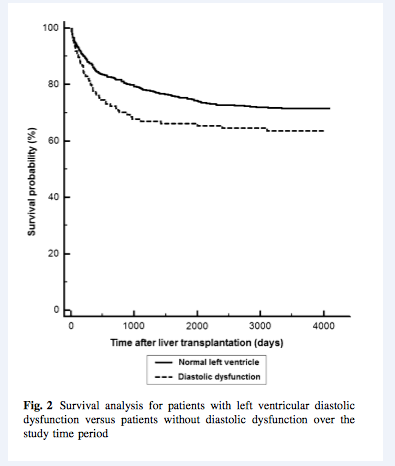 100
80
60
40
20
0
Survival probability (%)
0 1000 2000 3000 4000
Time after liver transplantation (days)
Normal left ventricle
Diastolic dysfunction
Fig. 2 Survival analysis for patients with left ventricular diastolic
dysfunction versus patients without diastolic dysfunction over the
study time period